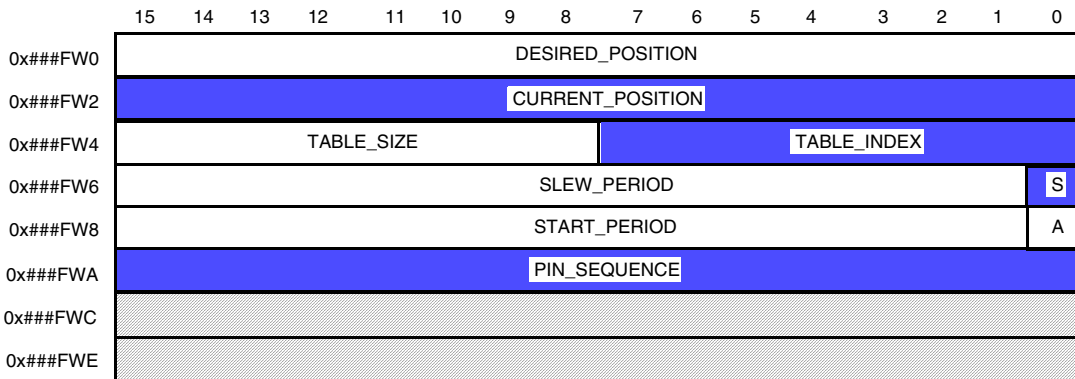 15 14 13 12 11 10 9 8 7 6 5 4 3 2 1 0
0x###FW0 DESIRED_POSITION
0x###FW2 CURRENT_POSITION
0x###FW4 TABLE_SIZE TABLE_INDEX
0x###FW6 SLEW_PERIOD S
0x###FW8 START_PERIOD A
0x###FWA PIN_SEQUENCE
0x###FWC
0x###FWE